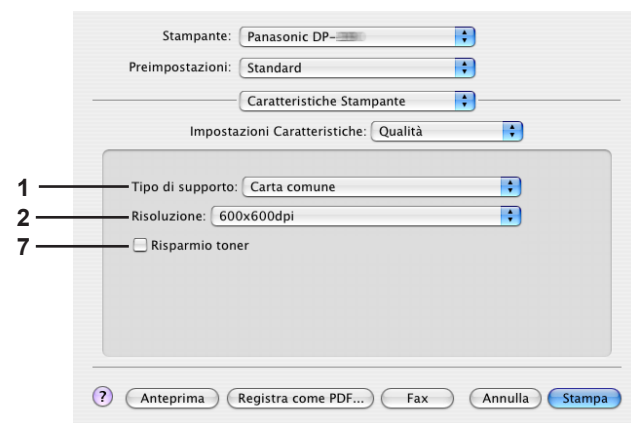 Stampante: Panasonic DP-
Preimpostazioni: Standard
Caratteristiche Stampante
Impostazioni Caratteristiche: Qualità
1 Tipo di supporto: Carta comune
2 Risoluzione: 600x600dpi
7 Risparmio toner
? Anteprima Registra come PDF... Fax Annulla Stampa